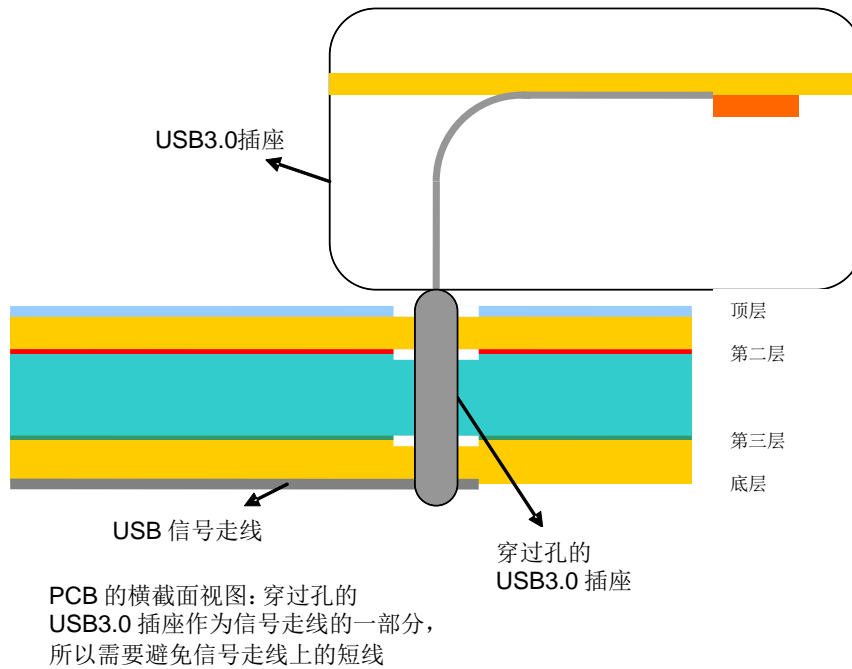 USB3.0插座
顶层
第二层
第三层
底层
USB 信号走线
穿过孔的
USB3.0 插座
PCB 的横截面视图: 穿过孔的
USB3.0 插座作为信号走线的一部分，
所以需要避免信号走线上的短线